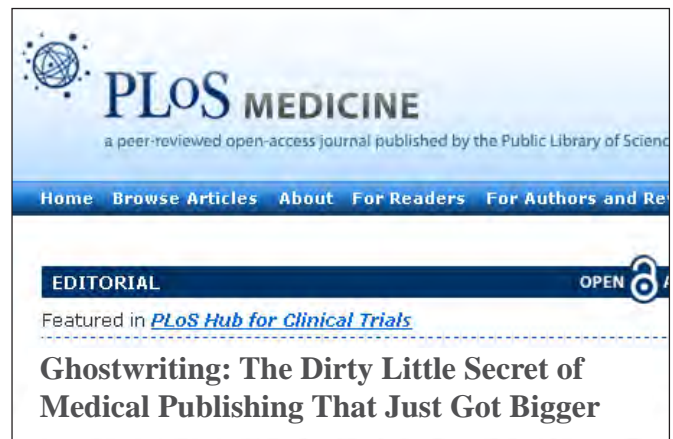 PLoS MEDICINE
a peer-reviewed open-access journal published by the Public Library of Scienc
Home Browse Articles About For Readers For Authors and Re
EDITORIAL OPEN A
Featured in PLoS Hub for Clinical Trials
Ghostwriting: The Dirty Little Secret of
Medical Publishing That Just Got Bigger